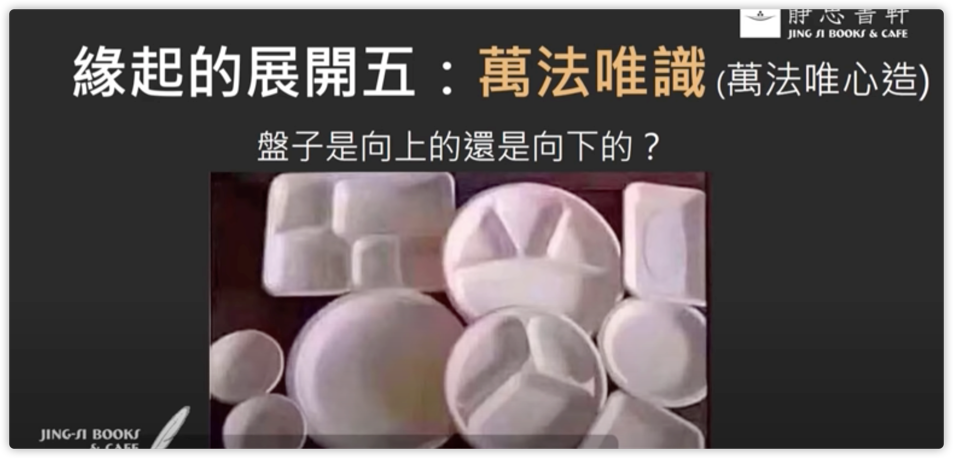 靜思書軒
JING SI BOOKS & CAFE
緣起的展開五：萬法唯識 (萬法唯心造)
盤子是向上的還是向下的？
JING-SI BOOKS
& CAFE